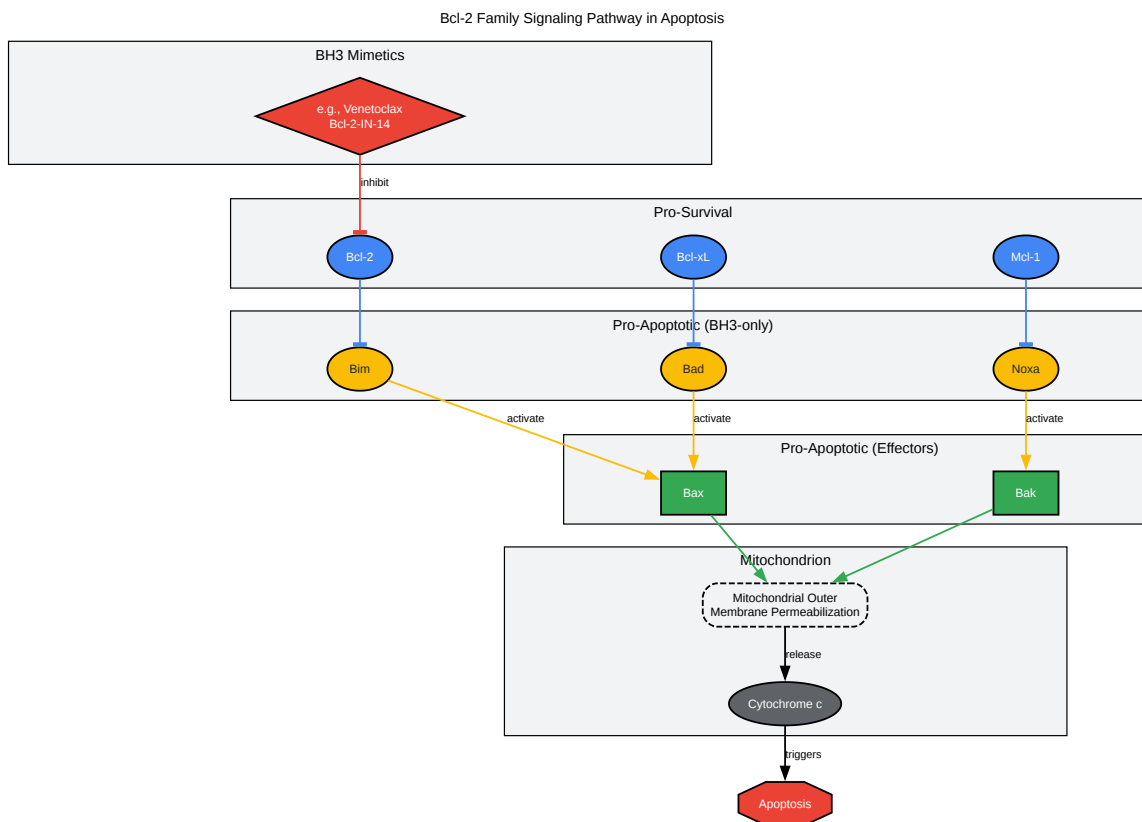 Bcl-2 Family Signaling Pathway in Apoptosis
BH3 Mimetics
e.g., Venetoclax
Bcl-2-IN-14
inhibit
Pro-Survival
Bcl-2
Bcl-xL
Mcl-1
Pro-Apoptotic (BH3-only)
Bim
Bad
Noxa
activate
activate
activate
Pro-Apoptotic (Effectors)
Bax
Bak
Mitochondrion
Mitochondrial Outer
Membrane Permeabilization
release
Cytochrome c
triggers
Apoptosis